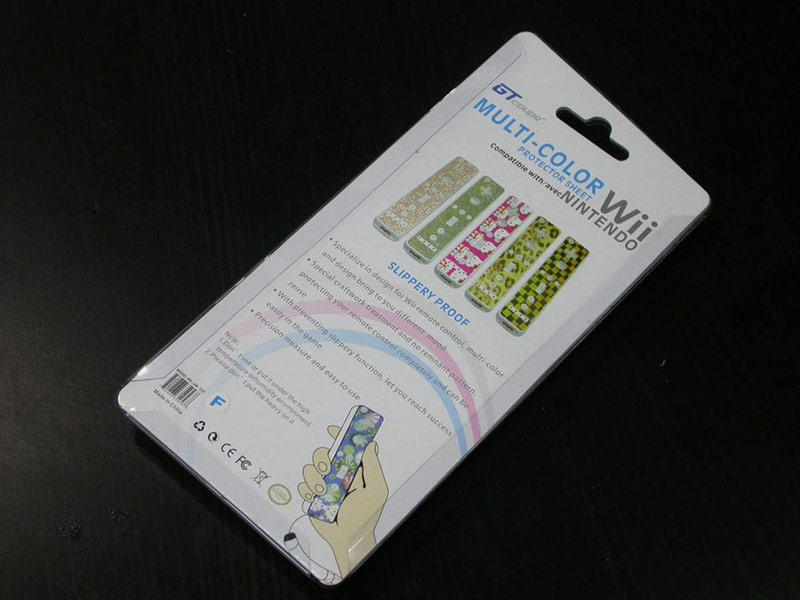 GT coupe™
MULTI-COLOR
PROTECTOR SHEET
Compatible with/avec
Wii
NINTENDO
SLIPPERY PROOF
• Specialize in design for Wii remote control, multi-color
and design bring to you different mood
• Special craftwork treatment and no remnant pattern,
protecting your remote control completely and can be
reuse
• With preventing slippery function, let you reach success
easily in the game
• Precision measure and easy to use
Note:
1.Don't use or put it under the high
temperature orhumidity environment
2.Please don't put the heavy on it
Made in China
F
CE FC